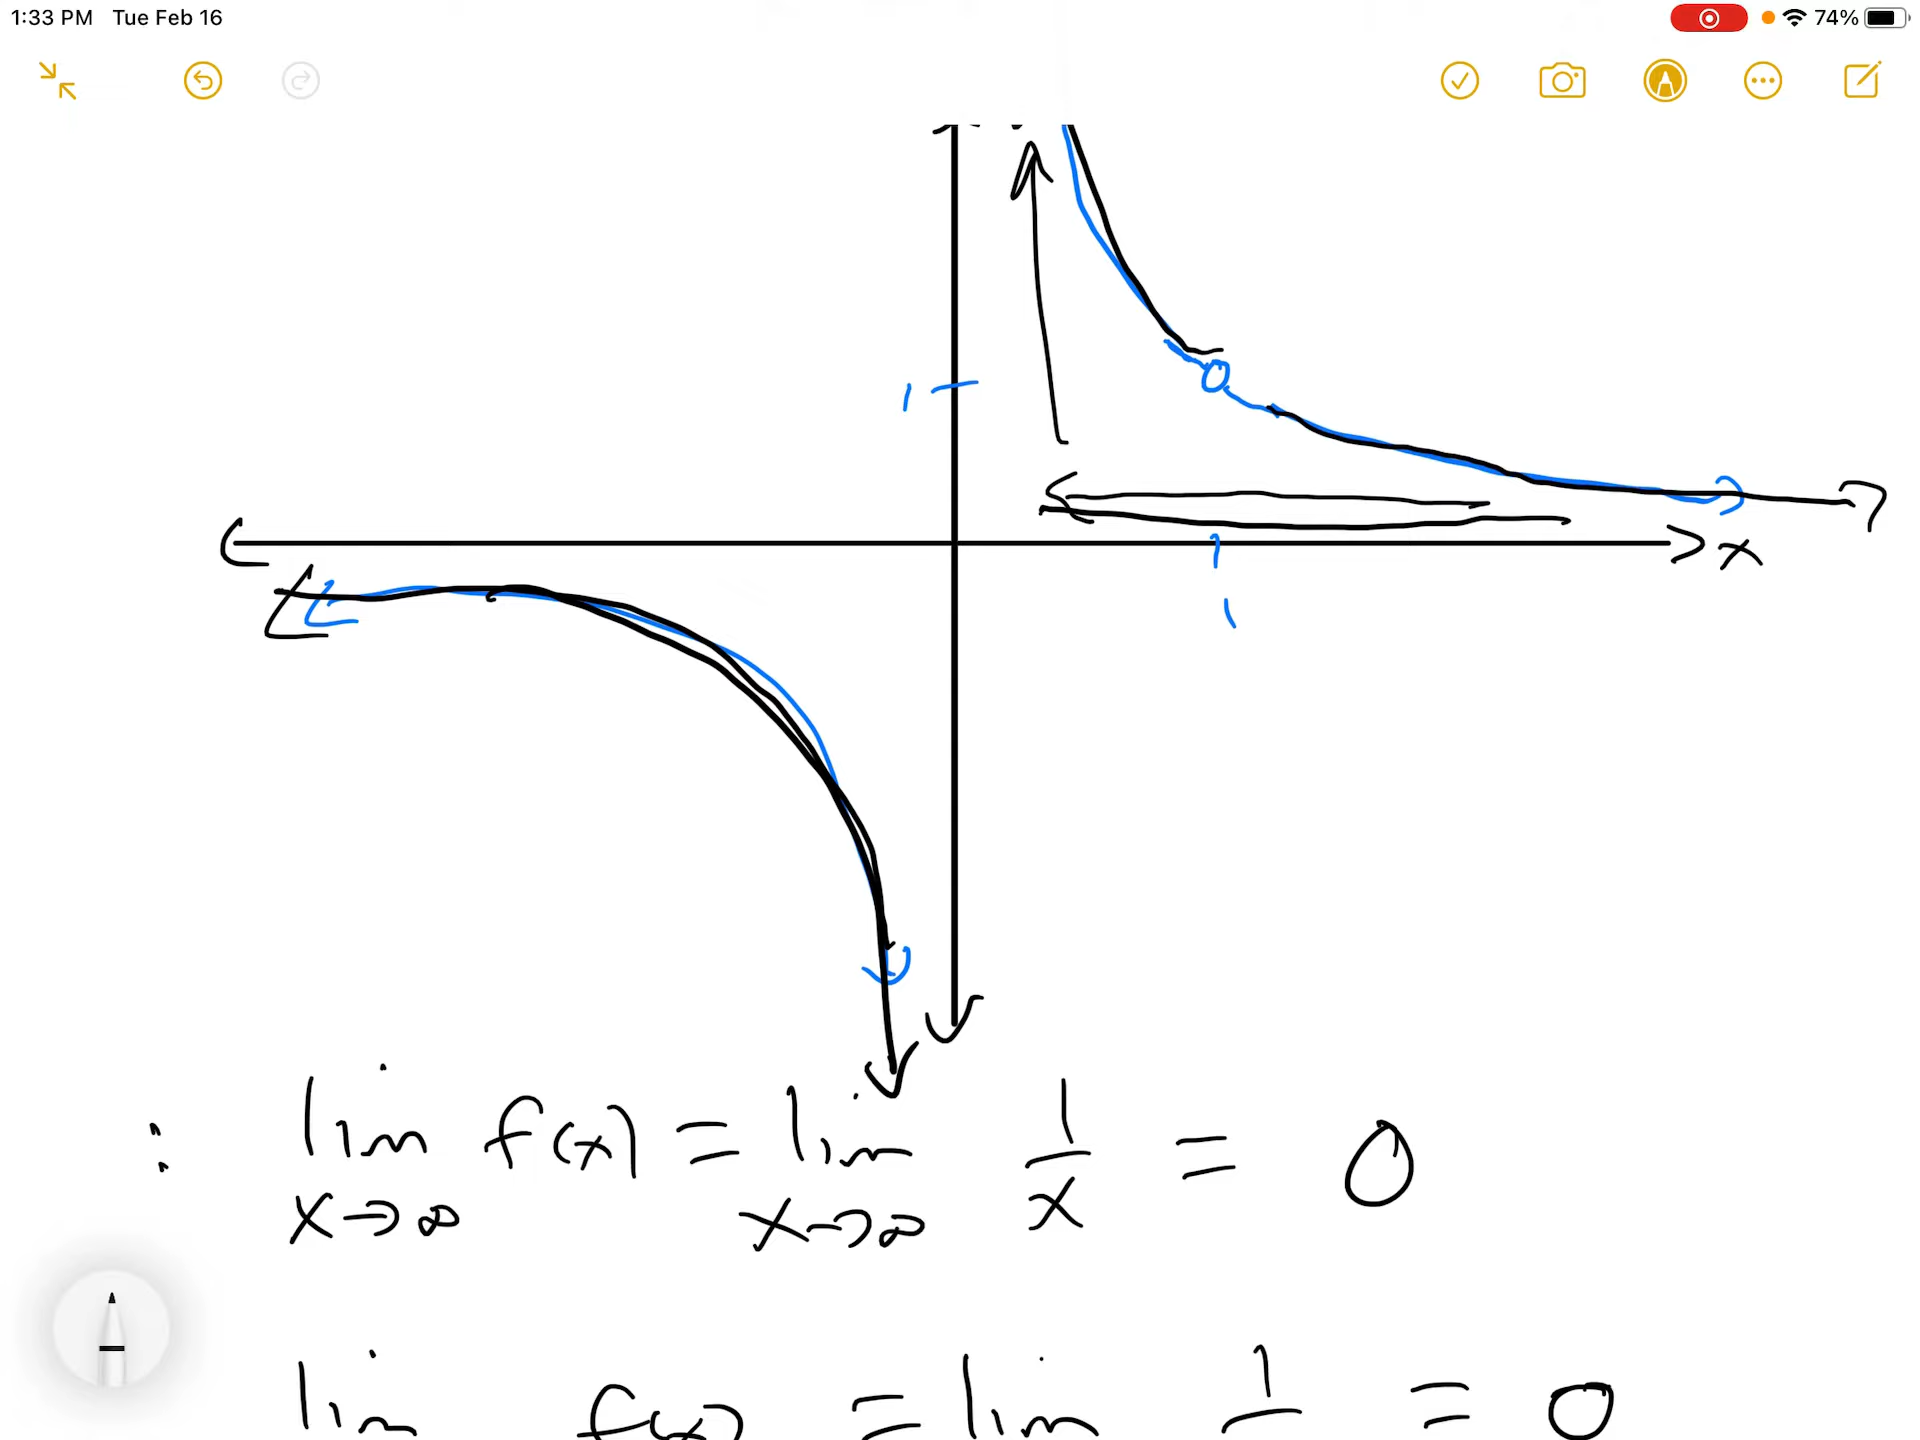 1:33 PM Tue Feb 16 74%
1
x
1
lim f(x) = lim 1/x = 0
x→∞ x→∞
lim f(x) = lim 1 = 0